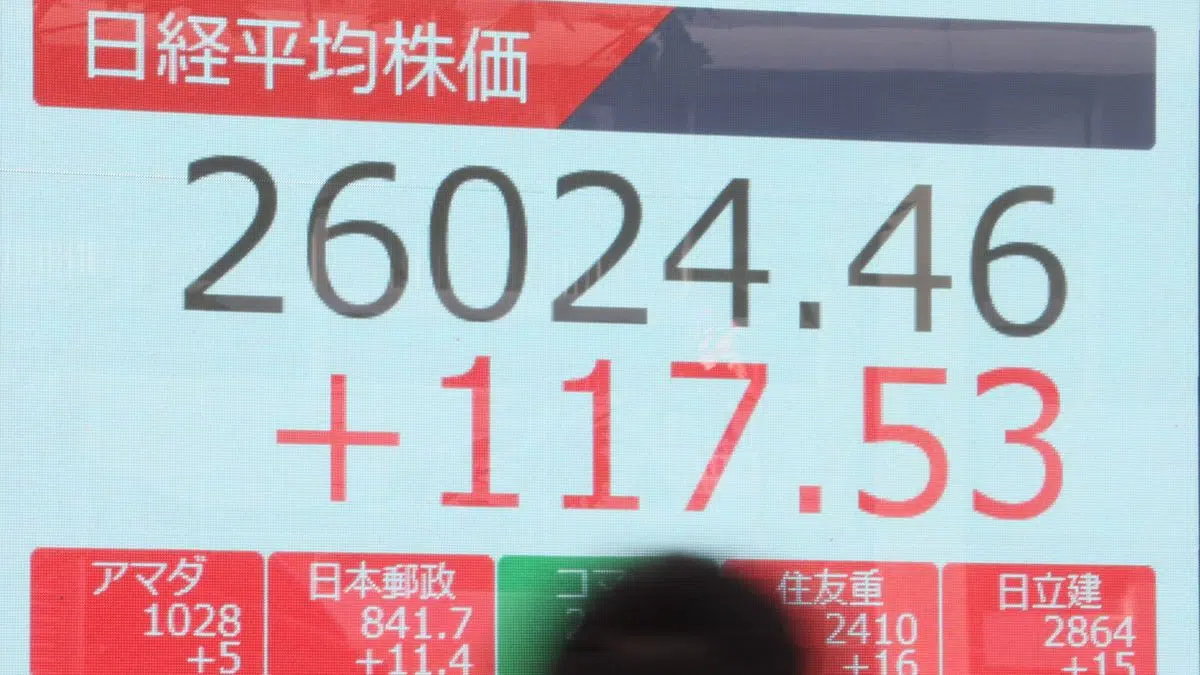 日経平均株価
26024.46
+117.53
アマダ
1028
+5
日本郵政
841.7
+11.4
住友重
2410
+16
日立建
2864
+15